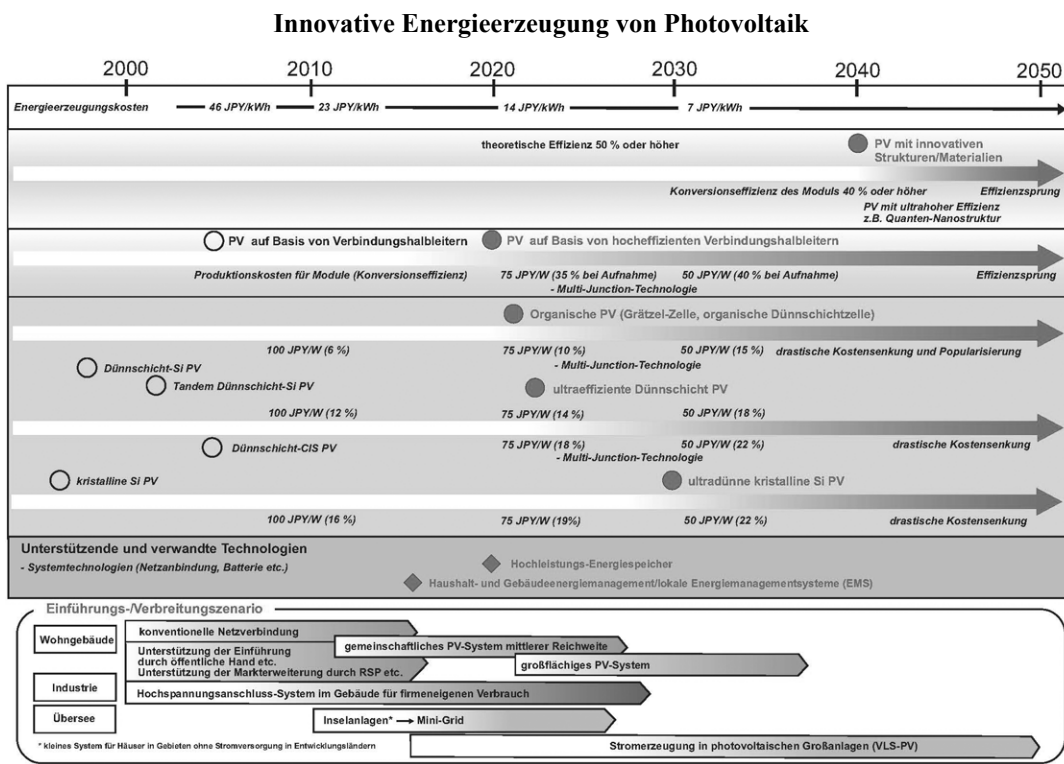 Innovative Energieerzeugung von Photovoltaik
2000 2010 2020 2030 2040 2050
Energieerzeugungskosten 46 JPY/kWh 23 JPY/kWh 14 JPY/kWh 7 JPY/kWh
theoretische Effizienz 50 % oder höher
PV mit innovativen
Strukturen/Materialien
Konversionseffizienz des Moduls 40 % oder höher Effizienzsprung
PV mit ultrahoher Effizienz
z.B. Quanten-Nanostruktur
PV auf Basis von Verbindungshalbleitern PV auf Basis von hocheffizienten Verbindungshalbleitern
Produktionskosten für Module (Konversionseffizienz) 75 JPY/W (35 % bei Aufnahme) 50 JPY/W (40 % bei Aufnahme) Effizienzsprung
- Multi-Junction-Technologie
Organische PV (Grätzel-Zelle, organische Dünnschichtzelle)
100 JPY/W (6 %) 75 JPY/W (10 %) 50 JPY/W (15 %) drastische Kostensenkung und Popularisierung
- Multi-Junction-Technologie
Dünnschicht-Si PV
Tandem Dünnschicht-Si PV ultraeffiziente Dünnschicht PV
100 JPY/W (12 %) 75 JPY/W (14 %) 50 JPY/W (18 %)
Dünnschicht-CIS PV 75 JPY/W (18 %) 50 JPY/W (22 %) drastische Kostensenkung
- Multi-Junction-Technologie
kristalline Si PV ultradünne kristalline Si PV
100 JPY/W (16 %) 75 JPY/W (19%) 50 JPY/W (22 %) drastische Kostensenkung
Unterstützende und verwandte Technologien
- Systemtechnologien (Netzanbindung, Batterie etc.)
Hochleistungs-Energiespeicher
Haushalt- und Gebäudeenergiemanagement/lokale Energiemanagementsysteme (EMS)
Einführungs-/Verbreitungszenario
Wohngebäude
konventionelle Netzverbindung
gemeinschaftliches PV-System mittlerer Reichweite
Unterstützung der Einführung
durch öffentliche Hand etc.
Unterstützung der Markterweiterung durch RSP etc.
großflächiges PV-System
Industrie
Hochspannungsanschluss-System im Gebäude für firmeneigenen Verbrauch
Übersee
Inselanlagen* Mini-Grid
* kleines System für Häuser in Gebieten ohne Stromversorgung in Entwicklungsländern
Stromerzeugung in photovoltaischen Großanlagen (VLS-PV)